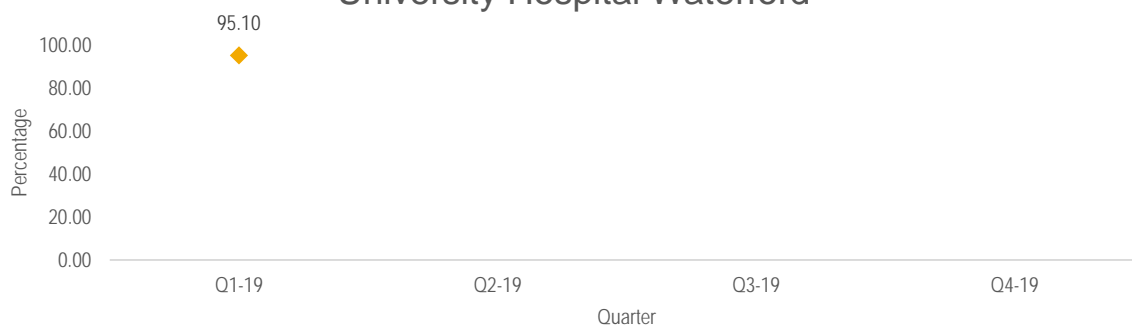 University Hospital Waterford
95.10
100.00
80.00
60.00
40.00
20.00
0.00
Percentage
Q1-19 Q2-19 Q3-19 Q4-19
Quarter